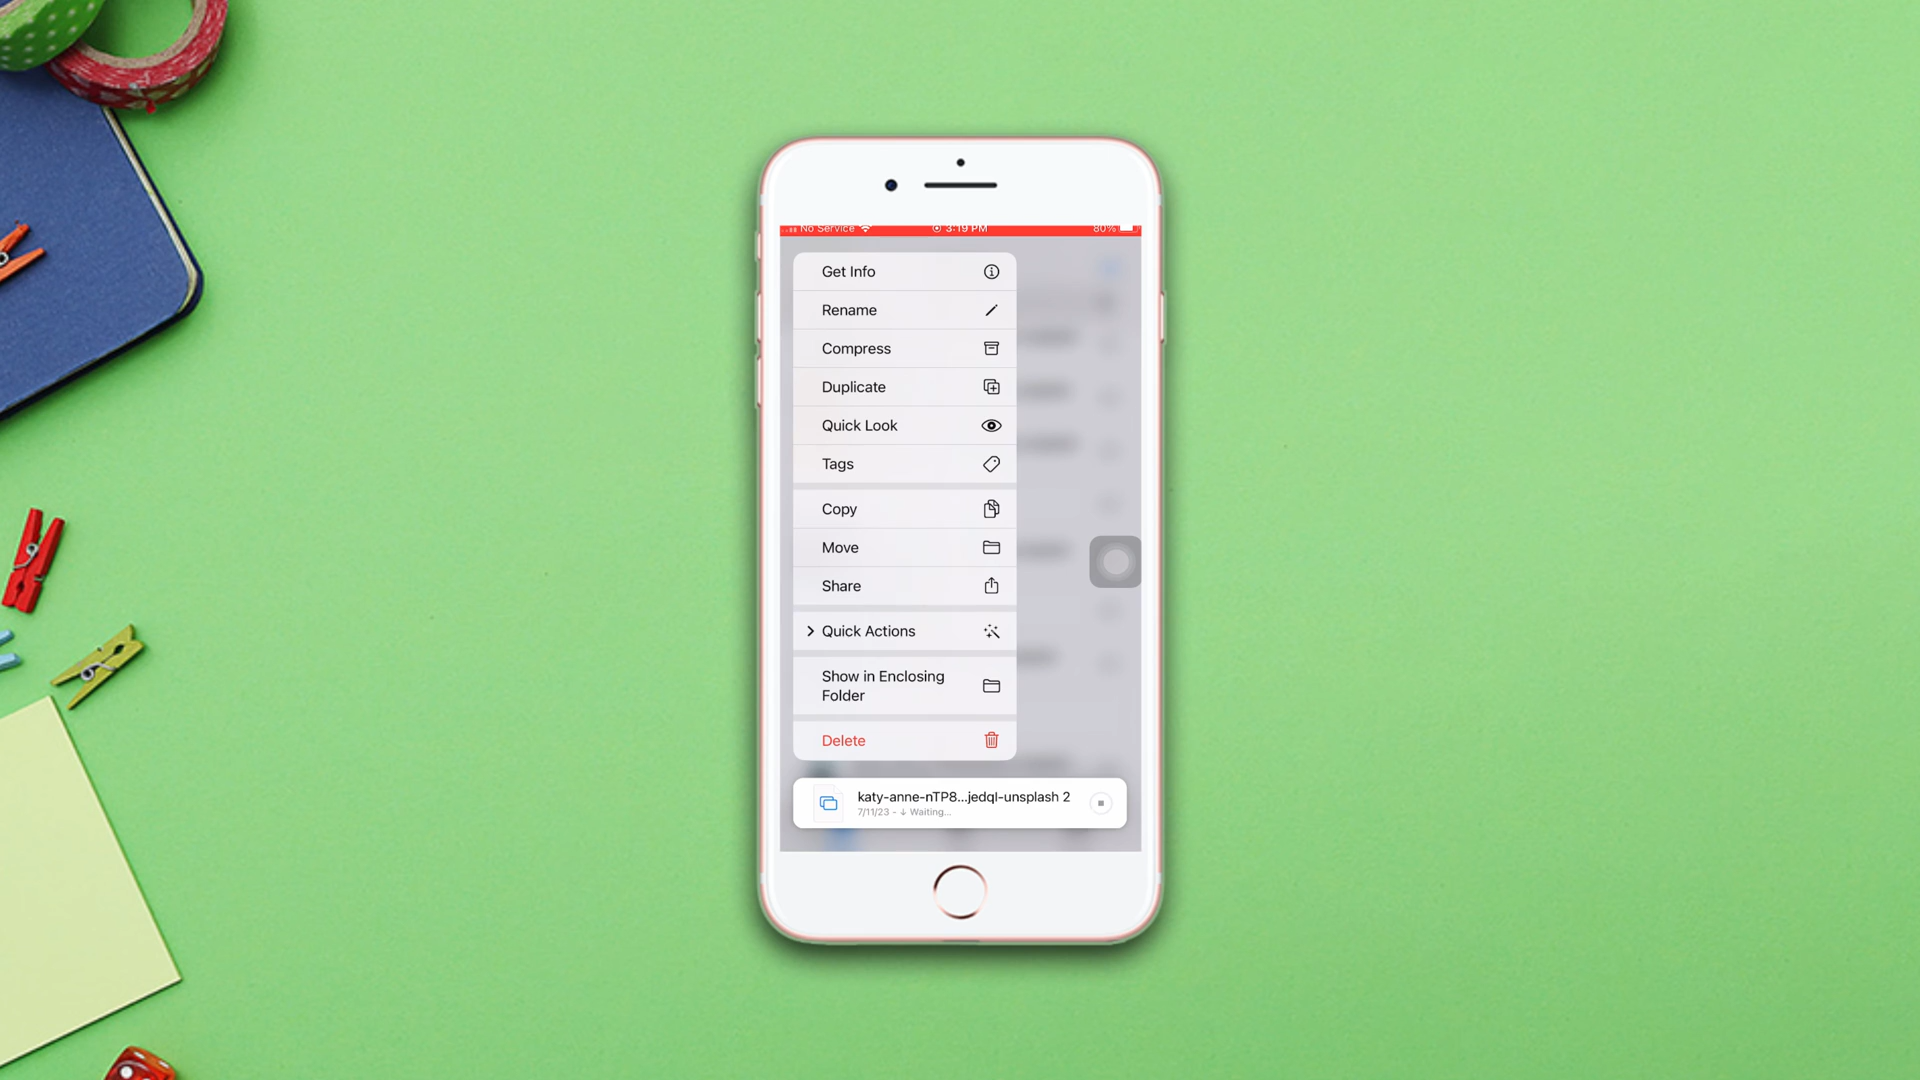 No Service 3:19 PM 80%
Get Info
Rename
Compress
Duplicate
Quick Look
Tags
Copy
Move
Share
Quick Actions
Show in Enclosing
Folder
Delete
katy-anne-nTP8...jedql-unsplash 2
7/11/23 - ↓ Waiting...